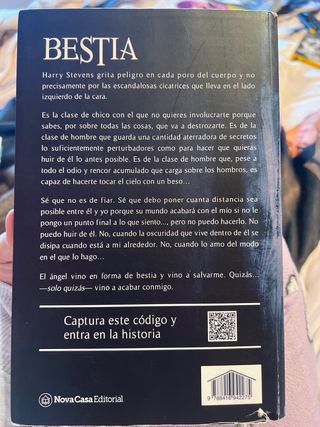 BESTIA
Harry Stevens grita peligro en cada poro del cuerpo y no
precisamente por las escandalosas cicatrices que lleva en el lado
izquierdo de la cara.
Es la clase de chico con el que no quieres involucrarte porque
sabes, por sobre todas las cosas, que va a destrozarte. Es de la
clase de hombre que guarda una cantidad aterradora de secretos
lo suficientemente perturbadores como para hacer que quieras
huir de él lo antes posible. Es de la clase de hombre que, pese a
todo el odio y rencor acumulado que carga sobre los hombros, es
capaz de hacerte tocar el cielo con un beso...
Sé que no es de fiar. Sé que debo poner cuanta distancia sea
posible entre él y yo porque su mundo acabará con el mío si no le
pongo un punto final a lo que siento..., pero no puedo hacerlo. No
puedo huir de él. No, cuando la oscuridad que vive dentro de él se
disipa cuando está a mi alrededor. No, cuando lo amo del modo
en el que lo hago...
El ángel vino en forma de bestia y vino a salvarme. Quizás...
—solo quizás— vino a acabar conmigo.
Captura este código y
entra en la historia
Nova Casa Editorial
9 788416 942275